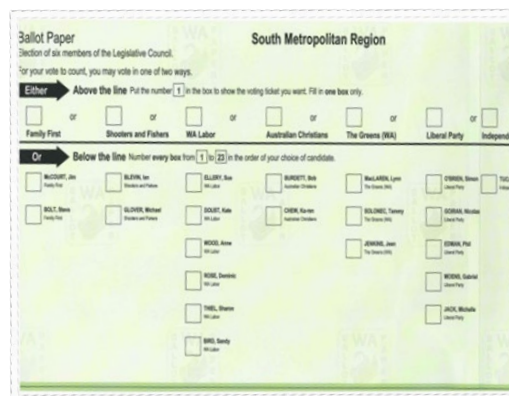 Ballot Paper
South Metropolitan Region
Election of six members of the Legislative Council.
For your vote to count, you may vote in one of two ways.
Either Above the line Put the number 1 in the box to show the voting ticket you want. Fill in one box only.
or or or or or or
Family First Shooters and Fishers WA Labor Australian Christians The Greens (WA) Liberal Party Independ
Or Below the line Number every box from 1 to 23 in the order of your choice of candidate.
McCOURT, Jim BLEVIN, Ian ELLERY, Sue BURDETT, Bob MacLAREN, Lynn O'BRIEN, Simon
Family First Shooters and Fishers WA Labor Australian Christians The Greens (WA) Liberal Party
BOLT, Steve GLOVER, Michael DOUST, Kate CHEW, Ka-ren Tammy GOIRAN, Nicolas
Family First Shooters and Fishers WA Labor Australian Christians The Greens (WA) Liberal Party
WOOD, Anne JENKINS, Jean EDMAN, Phil
WA Labor The Greens (WA) Liberal Party
ROSE, Dominic MOENS, Gabriel
WA Labor Liberal Party
THIEL, Sharon JACK, Michelle
WA Labor Liberal Party
BIRD, Sandy
WA Labor